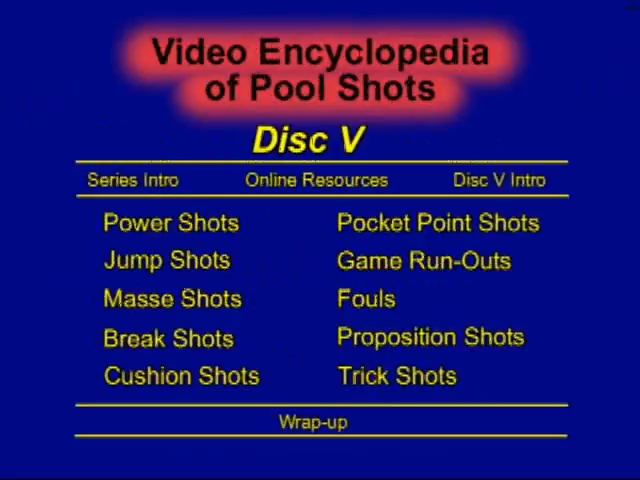 Video Encyclopedia
of Pool Shots
Disc V
Series Intro Online Resources Disc V Intro
Power Shots Pocket Point Shots
Jump Shots Game Run-Outs
Masse Shots Fouls
Break Shots Proposition Shots
Cushion Shots Trick Shots
Wrap-up